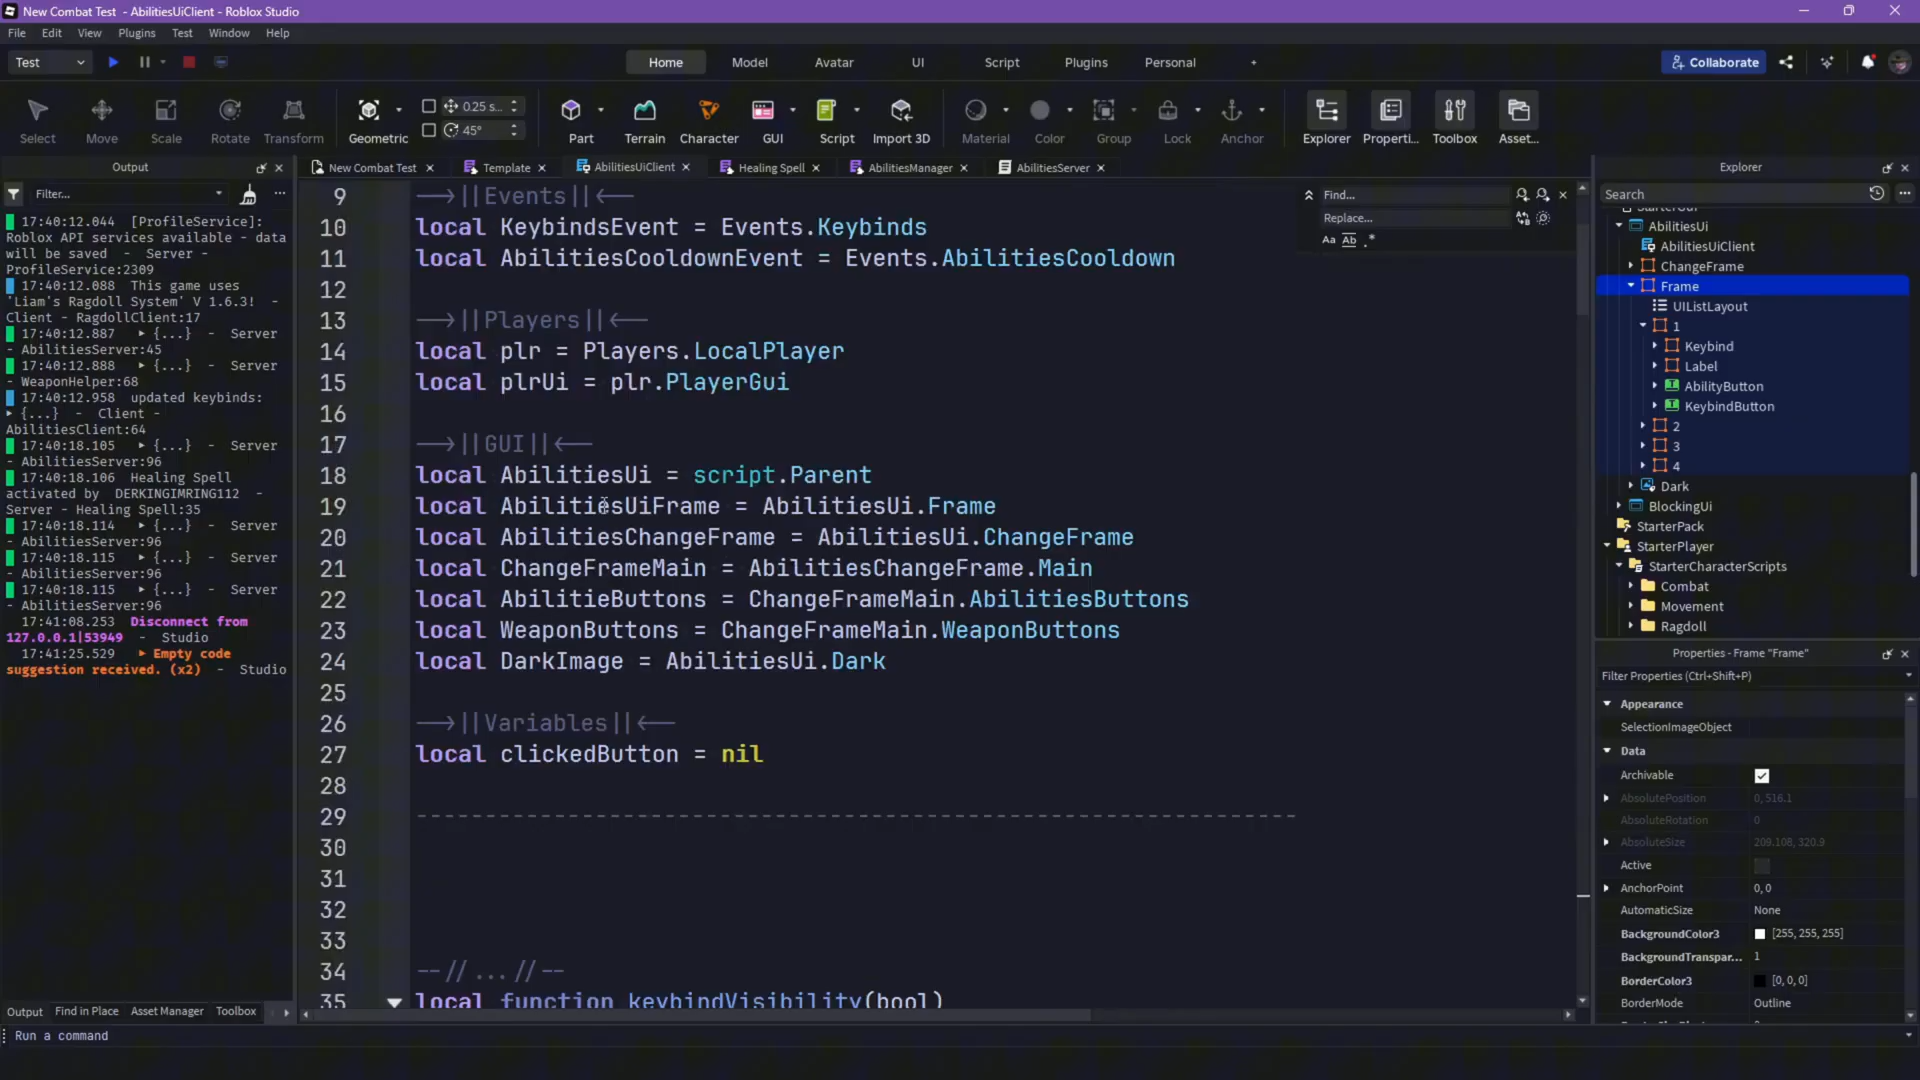 New Combat Test - AbilitiesUiClient - Roblox Studio
File Edit View Plugins Test Window Help
Test
Home Model Avatar UI Script Plugins Personal +
Collaborate
0.25 s...
45°
Select Move Scale Rotate Transform Geometric Part Terrain Character GUI Script Import 3D Material Color Group Lock Anchor Explorer Properti... Toolbox Asset...
Output
Filter...
17:40:12.044 [ProfileService]:
Roblox API services available - data
will be saved - Server -
ProfileService:2309
17:40:12.088 This game uses
'Liam's Ragdoll System' V 1.6.3! -
Client - RagdollClient:17
17:40:12.887 ▸ {...} - Server
- AbilitiesServer:45
17:40:12.888 ▸ {...} - Server
- WeaponHelper:68
17:40:12.958 updated keybinds:
▸ {...} - Client -
AbilitiesClient:64
17:40:18.105 ▸ {...} - Server
- AbilitiesServer:96
17:40:18.106 Healing Spell
activated by DERKINGIMRING112 -
Server - Healing Spell:35
17:40:18.114 ▸ {...} - Server
- AbilitiesServer:96
17:40:18.115 ▸ {...} - Server
- AbilitiesServer:96
17:40:18.115 ▸ {...} - Server
- AbilitiesServer:96
17:41:08.253 Disconnect from
127.0.0.1|53949 - Studio
17:41:25.529 ▸ Empty code
suggestion received. (x2) - Studio
Output Find in Place Asset Manager Toolbox
Run a command
New Combat Test Template AbilitiesUiClient Healing Spell AbilitiesManager AbilitiesServer
Find...
Replace...
Aa Ab .*
9 -->||Events||<--
10 local KeybindsEvent = Events.Keybinds
11 local AbilitiesCooldownEvent = Events.AbilitiesCooldown
12
13 -->||Players||<--
14 local plr = Players.LocalPlayer
15 local plrUi = plr.PlayerGui
16
17 -->||GUI||<--
18 local AbilitiesUi = script.Parent
19 local AbilitiesUiFrame = AbilitiesUi.Frame
20 local AbilitiesChangeFrame = AbilitiesUi.ChangeFrame
21 local ChangeFrameMain = AbilitiesChangeFrame.Main
22 local AbilitieButtons = ChangeFrameMain.AbilitiesButtons
23 local WeaponButtons = ChangeFrameMain.WeaponButtons
24 local DarkImage = AbilitiesUi.Dark
25
26 -->||Variables||<--
27 local clickedButton = nil
28
29 ----------------------------------------------------------------
30
31
32
33
34 --//...//--
35 local function keybindVisibility(bool)
Explorer
Search
StarterGui
AbilitiesUi
AbilitiesUiClient
ChangeFrame
Frame
UIListLayout
1
Keybind
Label
AbilityButton
KeybindButton
2
3
4
Dark
BlockingUi
StarterPack
StarterPlayer
StarterCharacterScripts
Combat
Movement
Ragdoll
Properties - Frame "Frame"
Filter Properties (Ctrl+Shift+P)
Appearance
SelectionImageObject
Data
Archivable
AbsolutePosition 0, 516.1
AbsoluteRotation 0
AbsoluteSize 209.108, 320.9
Active
AnchorPoint 0, 0
AutomaticSize None
BackgroundColor3 [255, 255, 255]
BackgroundTranspar... 1
BorderColor3 [0, 0, 0]
BorderMode Outline